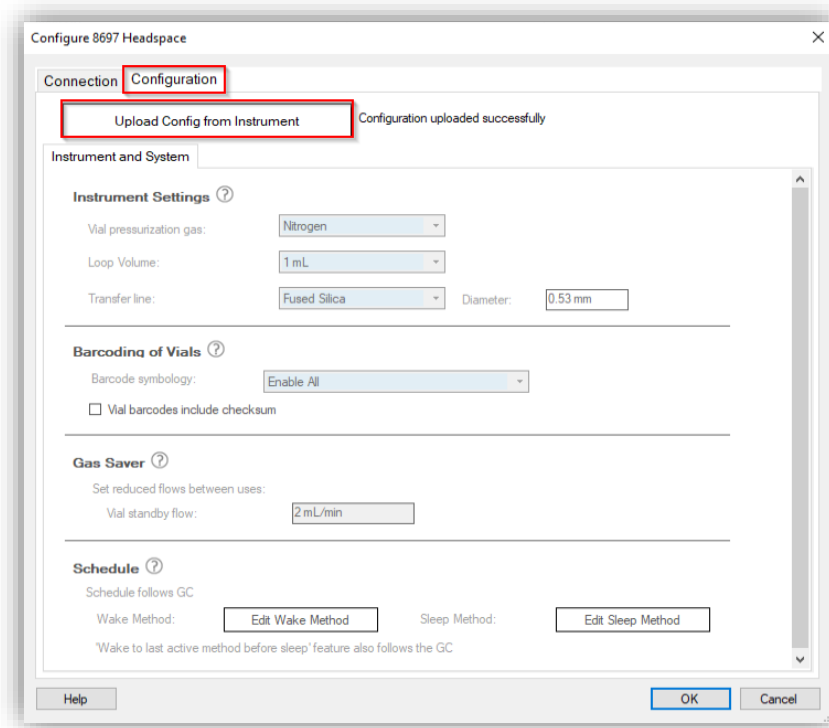 Configure 8697 Headspace
Connection Configuration
Upload Config from Instrument Configuration uploaded successfully
Instrument and System
Instrument Settings ?
Vial pressurization gas: Nitrogen
Loop Volume: 1 mL
Transfer line: Fused Silica Diameter: 0.53 mm
Barcoding of Vials ?
Barcode symbology: Enable All
Vial barcodes include checksum
Gas Saver ?
Set reduced flows between uses:
Vial standby flow: 2 mL/min
Schedule ?
Schedule follows GC
Wake Method: Edit Wake Method Sleep Method: Edit Sleep Method
'Wake to last active method before sleep' feature also follows the GC
Help OK Cancel